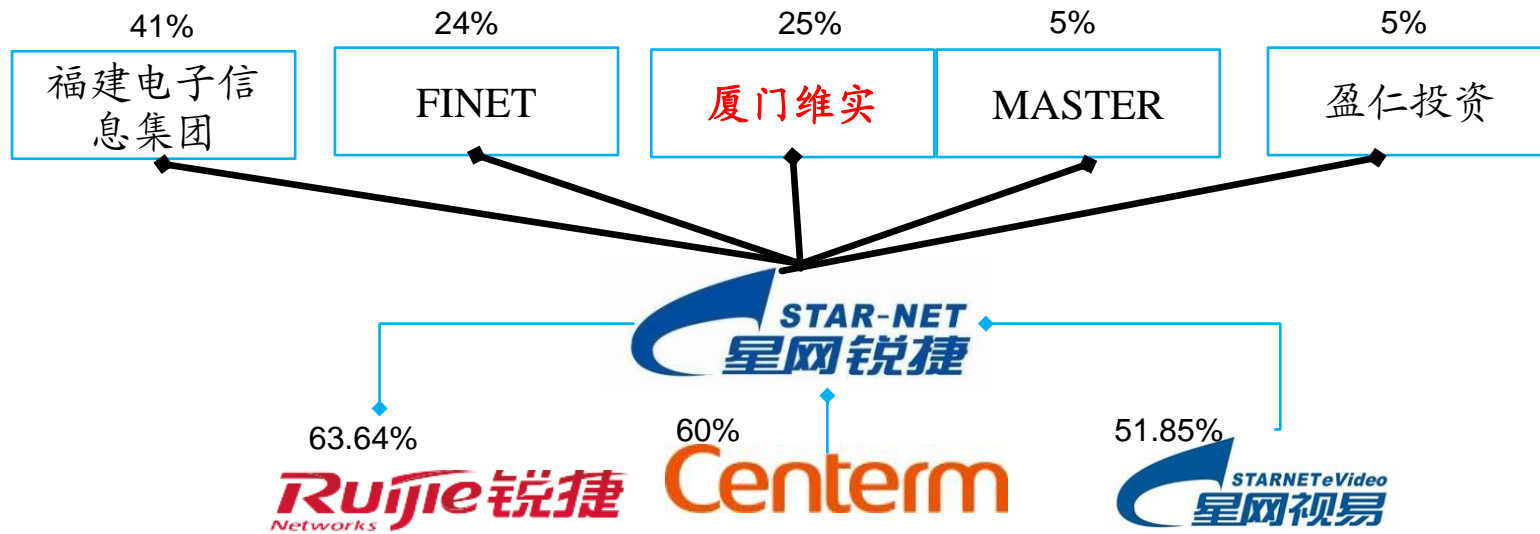 41%
24%
25%
5%
5%
福建电子信
息集团
FINET
厦门维实
MASTER
盈仁投资
STAR-NET
星网锐捷
63.64%
60%
51.85%
Ruijie锐捷
Networks
Centerm
STARNETeVideo
星网视易